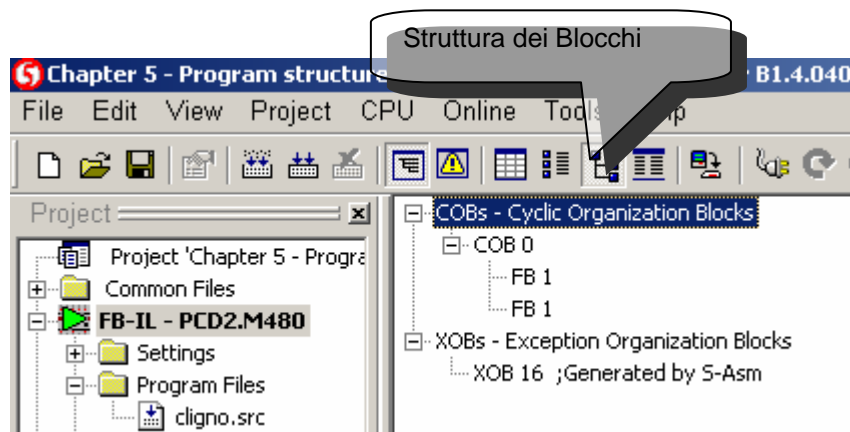 Struttura dei Blocchi
Chapter 5 - Program structure B1.4.040
File Edit View Project CPU Online Tools
Project
Project 'Chapter 5 - Progra
Common Files
FB-IL - PCD2.M480
Settings
Program Files
cligno.src
COBs - Cyclic Organization Blocks
COB 0
FB 1
FB 1
XOBs - Exception Organization Blocks
XOB 16 ;Generated by S-Asm